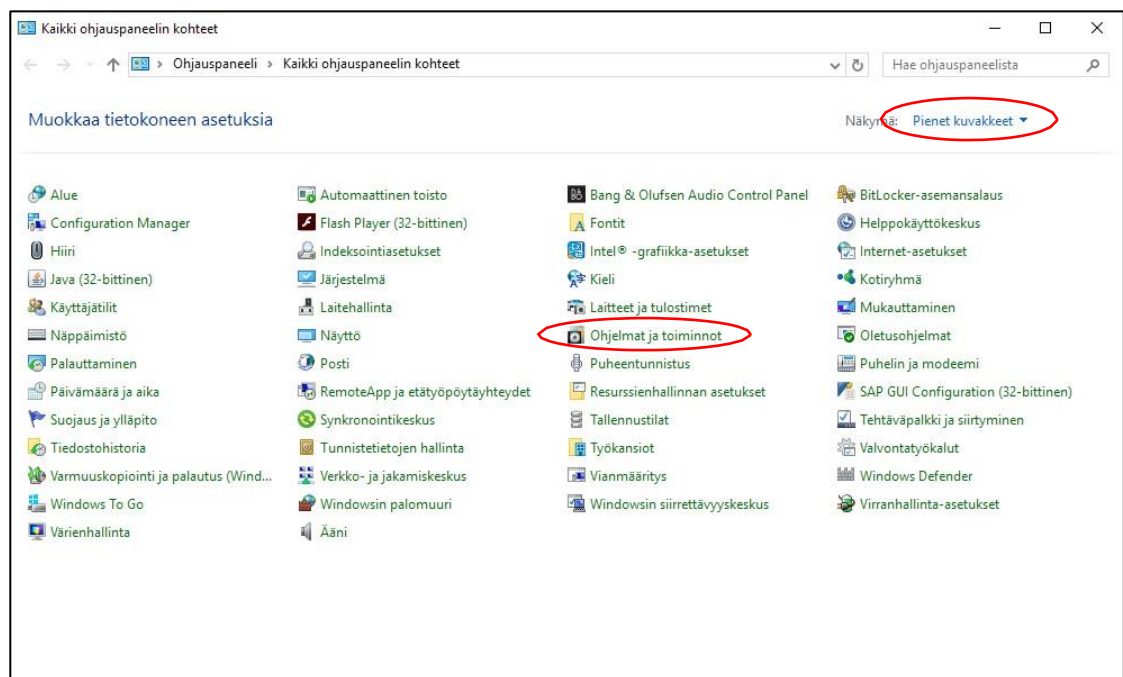 Kaikki ohjauspaneelin kohteet
Ohjauspaneeli > Kaikki ohjauspaneelin kohteet
Hae ohjauspaneelista
Muokkaa tietokoneen asetuksia
Näkymä: Pienet kuvakkeet
Alue
Automaattinen toisto
Bang & Olufsen Audio Control Panel
BitLocker-asemansalaus
Configuration Manager
Flash Player (32-bittinen)
Fontit
Helppokäyttökeskus
Hiiri
Indeksointiasetukset
Intel® -grafiikka-asetukset
Internet-asetukset
Java (32-bittinen)
Järjestelmä
Kieli
Kotiryhmä
Käyttäjätilit
Laitehallinta
Laitteet ja tulostimet
Mukauttaminen
Näppäimistö
Näyttö
Ohjelmat ja toiminnot
Oletusohjelmat
Palauttaminen
Posti
Puheentunnistus
Puhelin ja modeemi
Päivämäärä ja aika
RemoteApp ja etätyöpöytäyhteydet
Resurssienhallinnan asetukset
SAP GUI Configuration (32-bittinen)
Suojaus ja ylläpito
Synkronointikeskus
Tallennustilat
Tehtäväpalkki ja siirtyminen
Tiedostohistoria
Tunnistetietojen hallinta
Työkansiot
Valvontatyökalut
Varmuuskopiointi ja palautus (Wind...
Verkko- ja jakamiskeskus
Vianmääritys
Windows Defender
Windows To Go
Windowsin palomuuri
Windowsin siirrettävyyskeskus
Virranhallinta-asetukset
Värienhallinta
Ääni